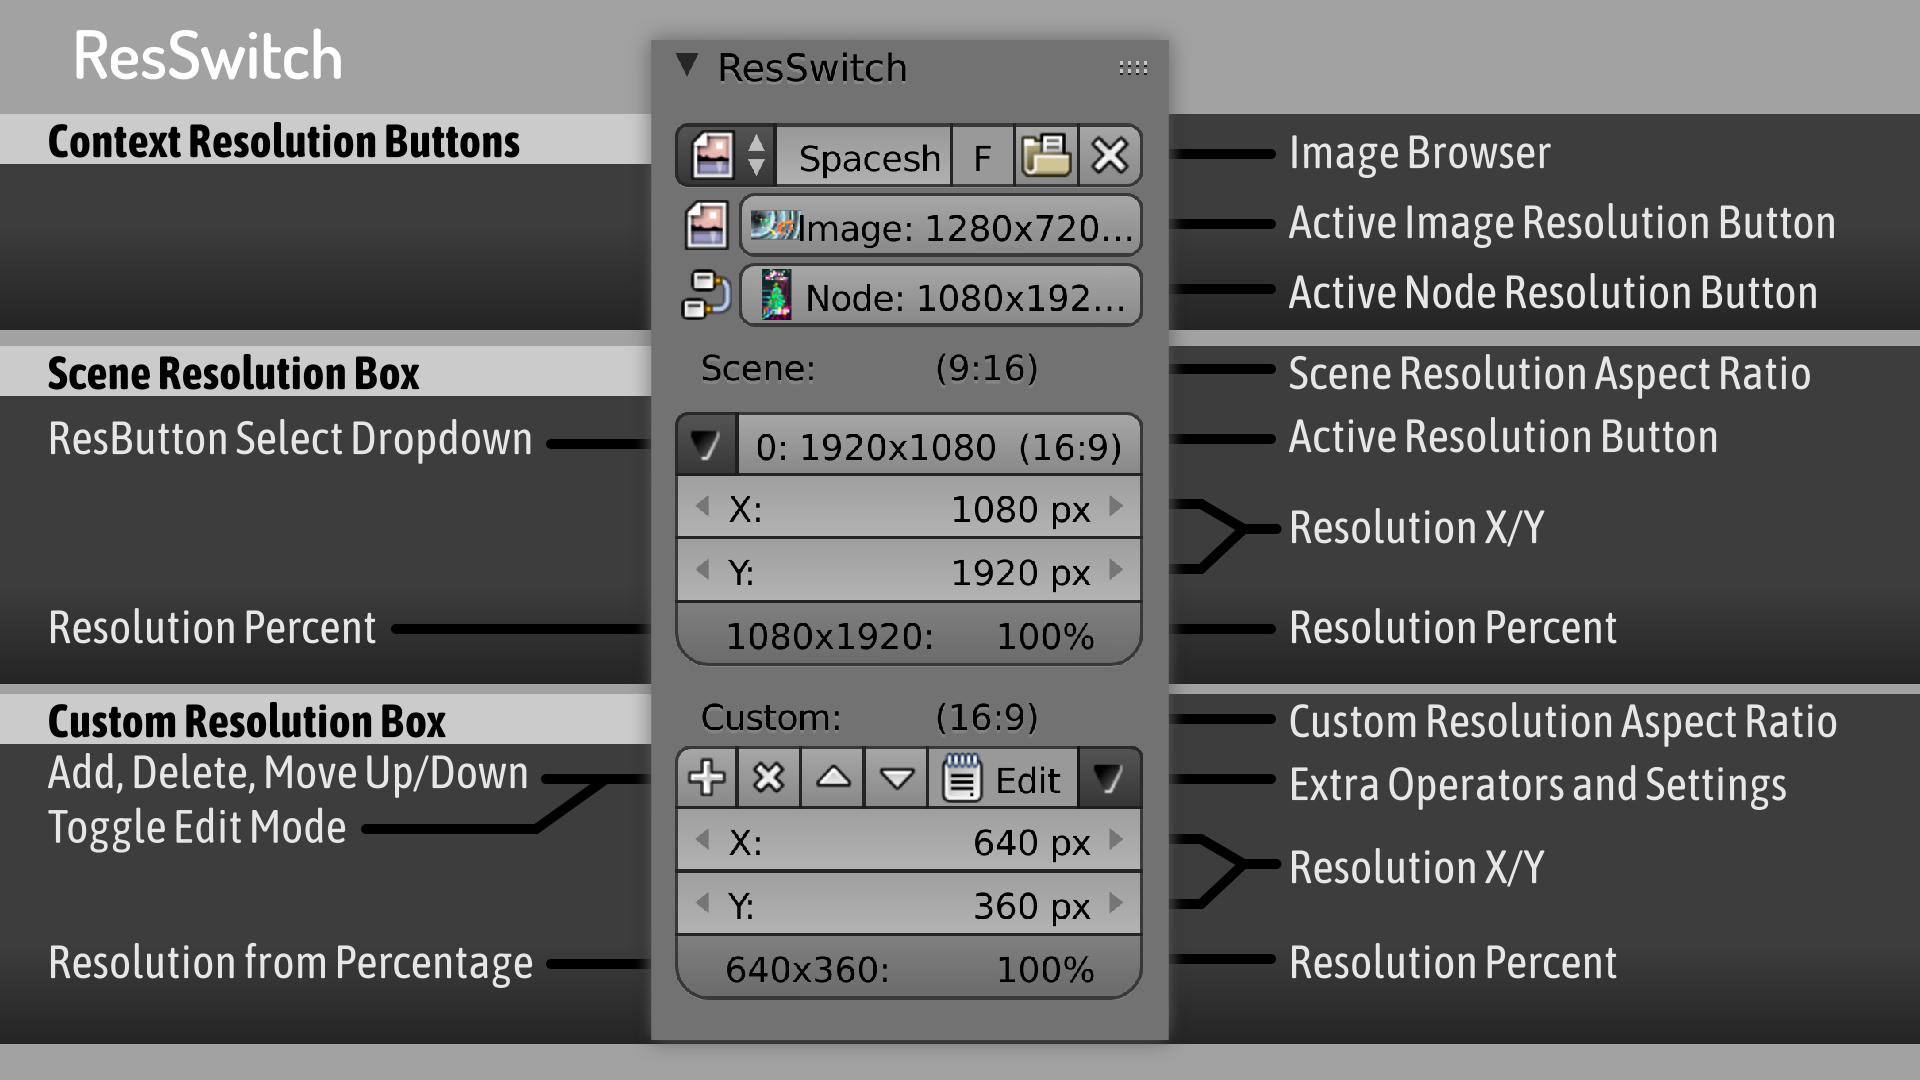 ResSwitch
ResSwitch
Context Resolution Buttons
Spacesh F
Image Browser
Image: 1280x720...
Active Image Resolution Button
Node: 1080x192...
Active Node Resolution Button
Scene Resolution Box
Scene: (9:16)
Scene Resolution Aspect Ratio
ResButton Select Dropdown
0: 1920x1080 (16:9)
Active Resolution Button
X: 1080 px
Y: 1920 px
Resolution X/Y
Resolution Percent
1080x1920: 100%
Resolution Percent
Custom Resolution Box
Custom: (16:9)
Custom Resolution Aspect Ratio
Add, Delete, Move Up/Down
Toggle Edit Mode
Edit
Extra Operators and Settings
X: 640 px
Y: 360 px
Resolution X/Y
Resolution from Percentage
640x360: 100%
Resolution Percent